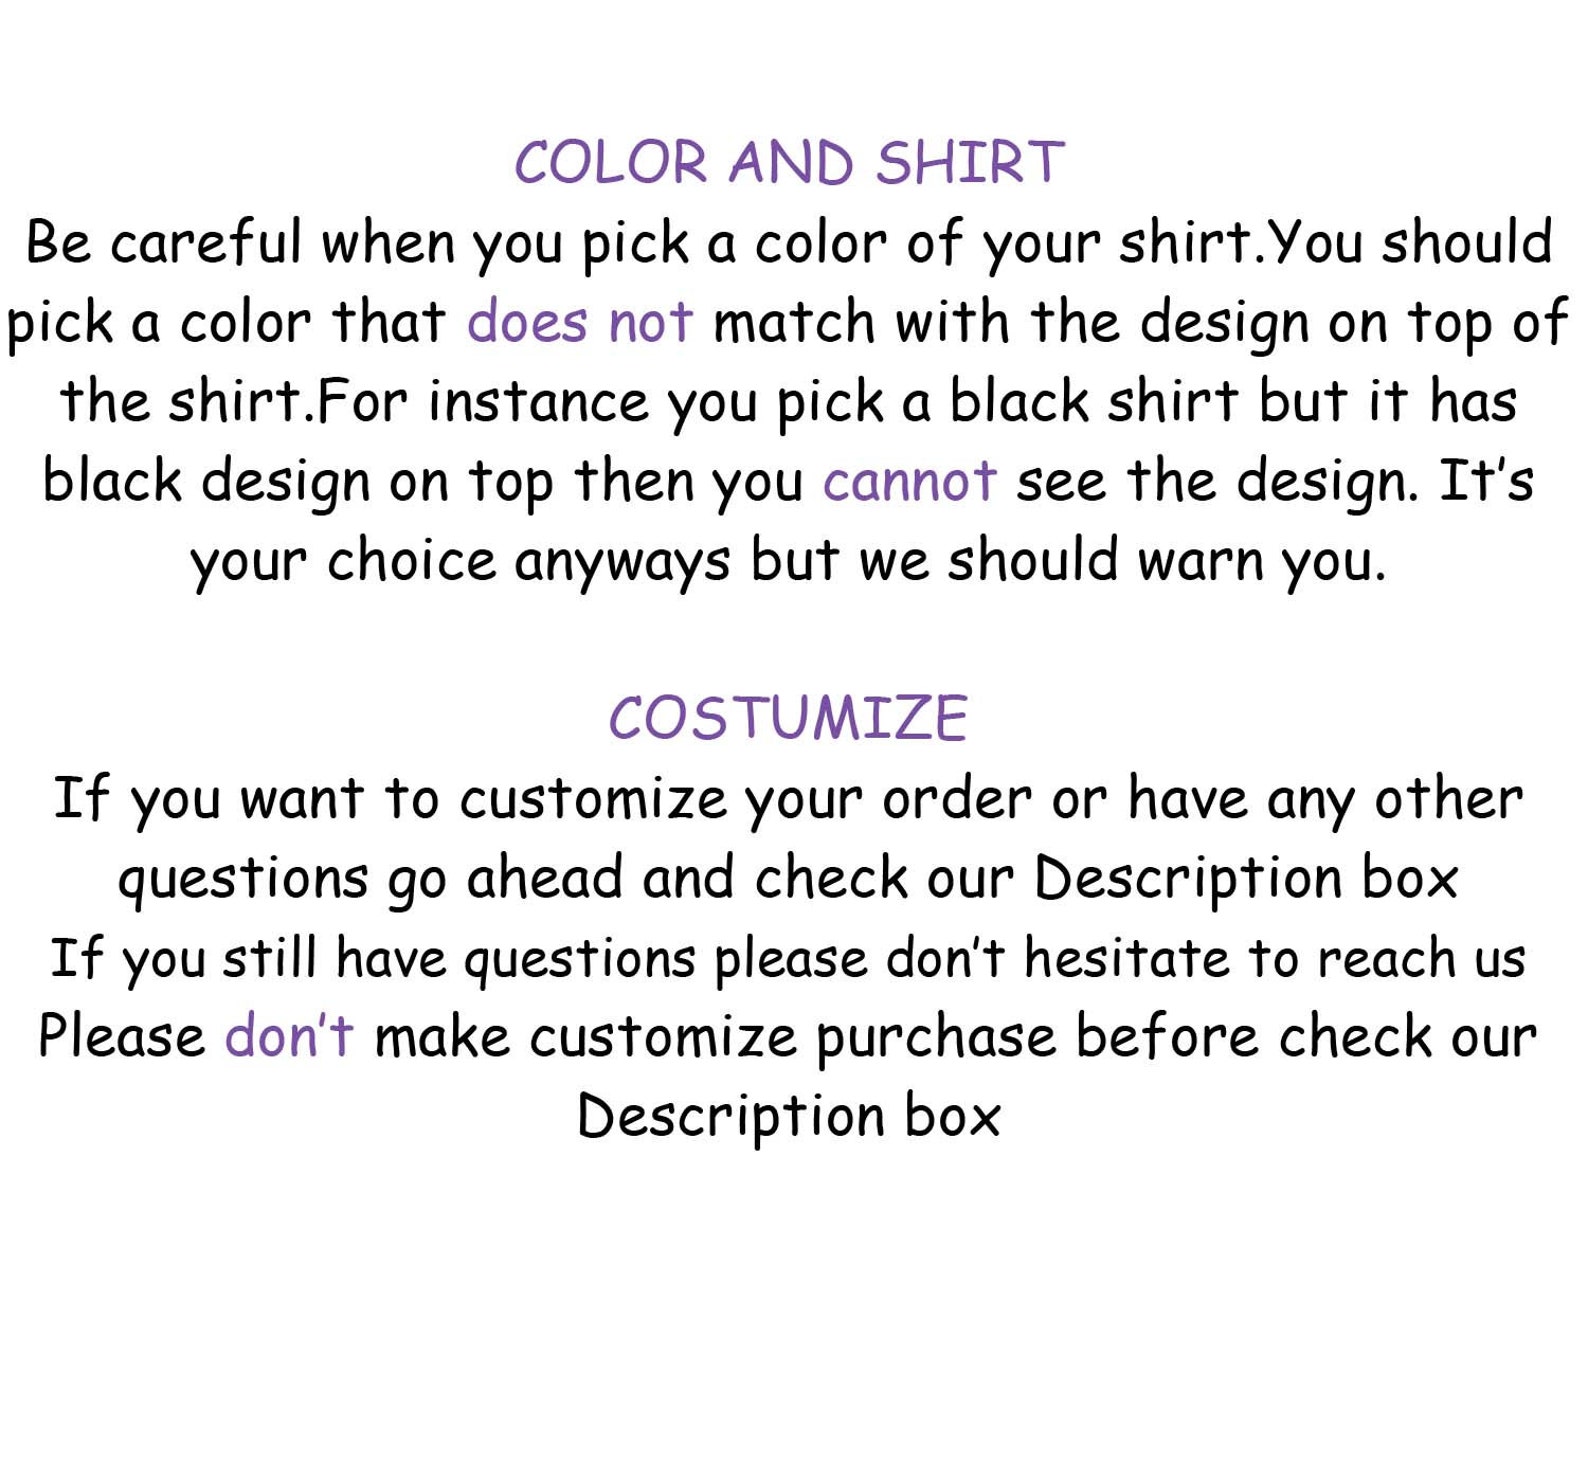 COLOR AND SHIRT
Be careful when you pick a color of your shirt.You should
pick a color that does not match with the design on top of
the shirt.For instance you pick a black shirt but it has
black design on top then you cannot see the design. It's
your choice anyways but we should warn you.
COSTUMIZE
If you want to customize your order or have any other
questions go ahead and check our Description box
If you still have questions please don't hesitate to reach us
Please don't make customize purchase before check our
Description box